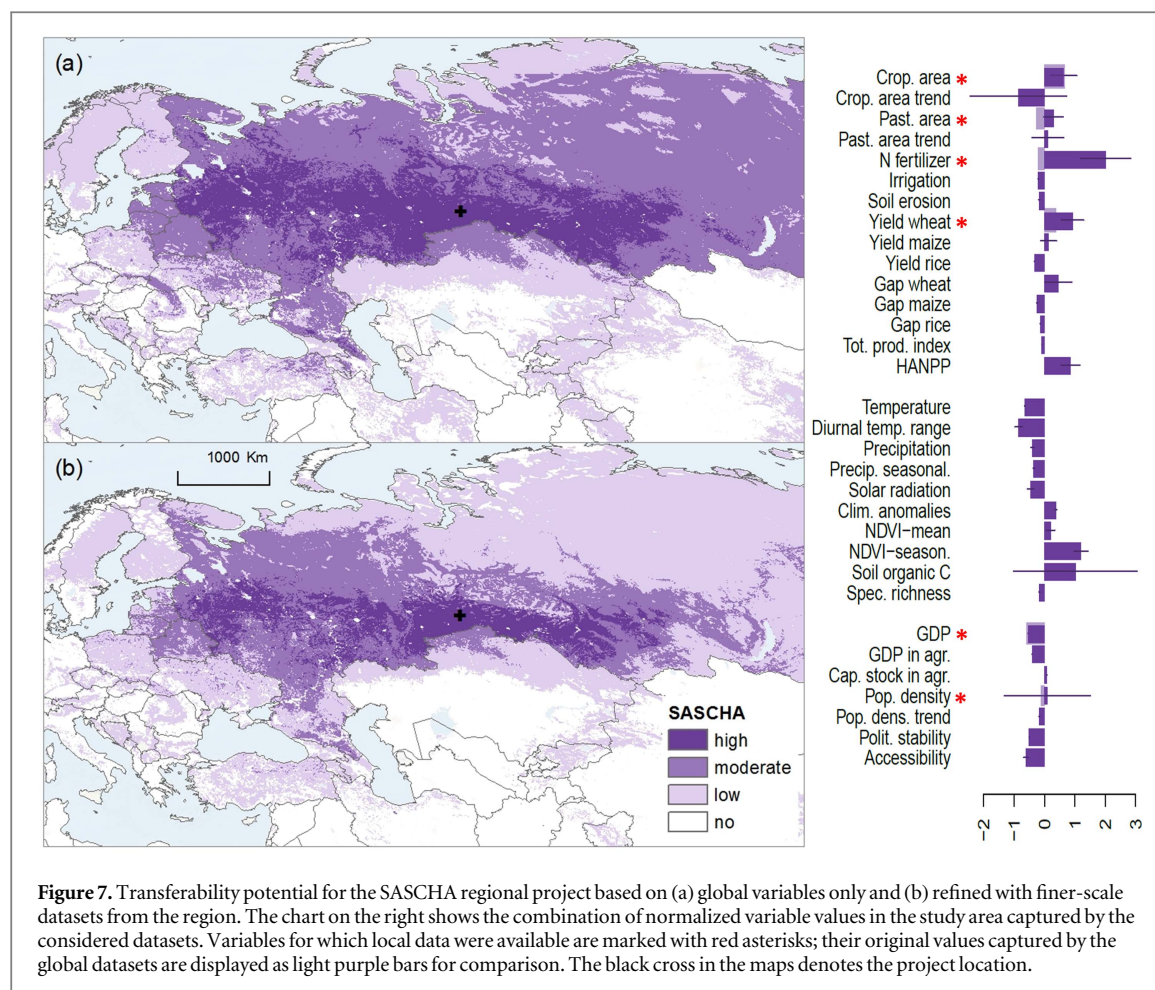 (a)
(b)
1000 Km
SASCHA
high
moderate
low
no
Crop. area *
Crop. area trend
Past. area *
Past. area trend
N fertilizer *
Irrigation
Soil erosion
Yield wheat *
Yield maize
Yield rice
Gap wheat
Gap maize
Gap rice
Tot. prod. index
HANPP
Temperature
Diurnal temp. range
Precipitation
Precip. seasonal.
Solar radiation
Clim. anomalies
NDVI−mean
NDVI−season.
Soil organic C
Spec. richness
GDP *
GDP in agr.
Cap. stock in agr.
Pop. density *
Pop. dens. trend
Polit. stability
Accessibility
−2 −1 0 1 2 3
Figure 7. Transferability potential for the SASCHA regional project based on (a) global variables only and (b) refined with finer-scale
datasets from the region. The chart on the right shows the combination of normalized variable values in the study area captured by the
considered datasets. Variables for which local data were available are marked with red asterisks; their original values captured by the
global datasets are displayed as light purple bars for comparison. The black cross in the maps denotes the project location.